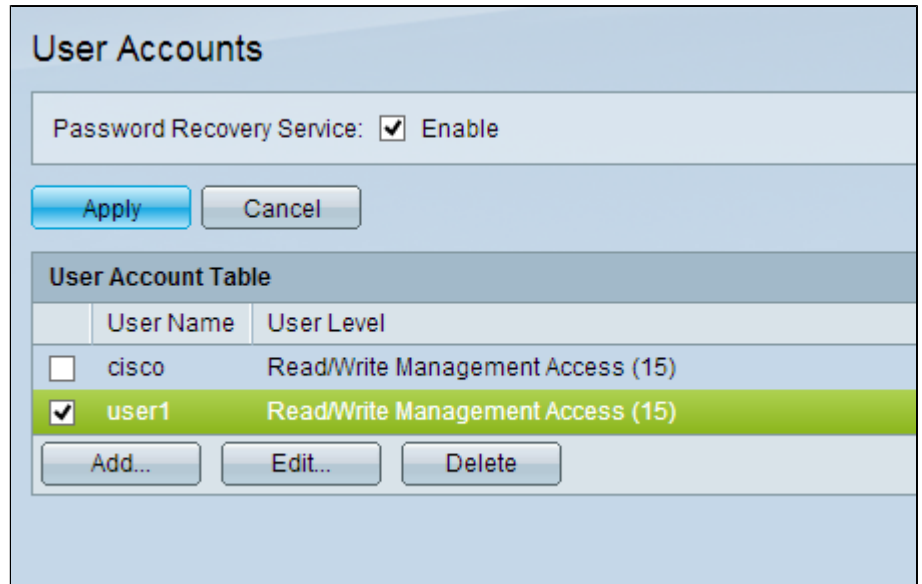 User Accounts
Password Recovery Service: Enable
Apply Cancel
User Account Table
User Name User Level
cisco Read/Write Management Access (15)
user1 Read/Write Management Access (15)
Add... Edit... Delete